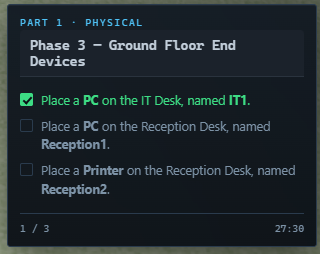 PART 1 · PHYSICAL
Phase 3 — Ground Floor End
Devices
Place a PC on the IT Desk, named IT1.
Place a PC on the Reception Desk, named
Reception1.
Place a Printer on the Reception Desk, named
Reception2.
1 / 3
27:30